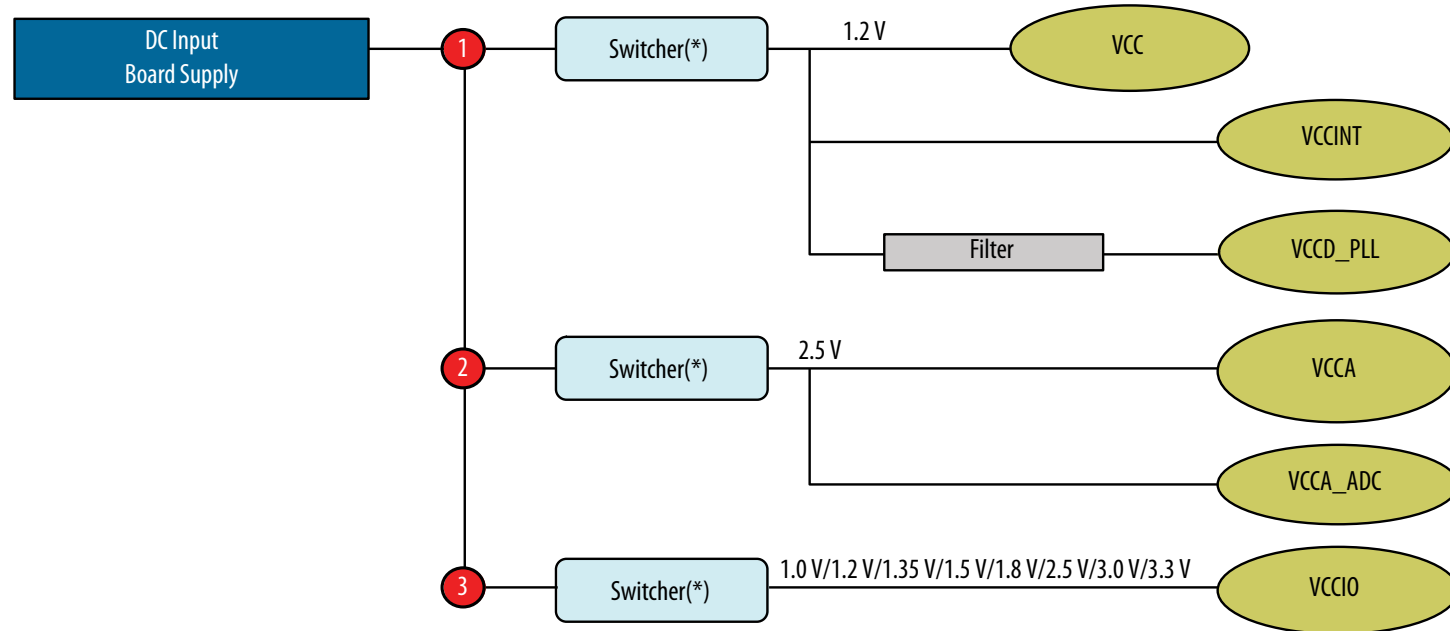 DC Input
Board Supply
1
Switcher(*)
1.2 V
VCC
VCCINT
Filter
VCCD_PLL
2
Switcher(*)
2.5 V
VCCA
VCCA_ADC
3
Switcher(*)
1.0 V/1.2 V/1.35 V/1.5 V/1.8 V/2.5 V/3.0 V/3.3 V
VCCIO